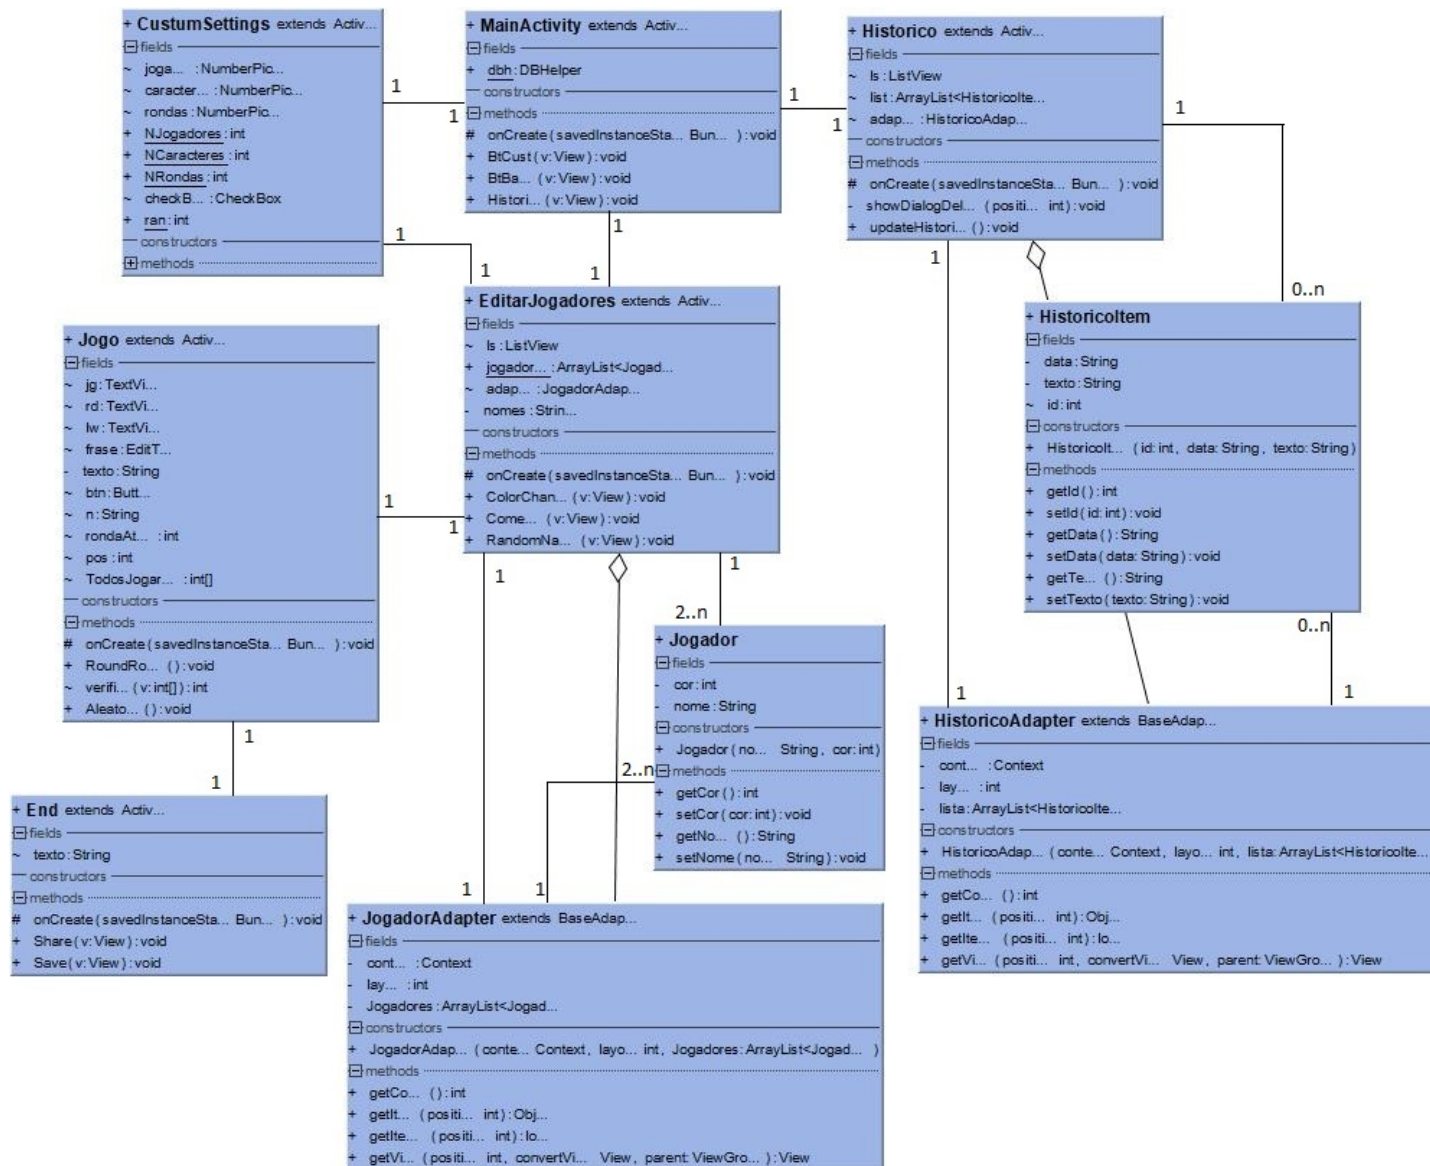 + CustumSettings extends Activ...
fields
~ joga... : NumberPic...
~ caracter... : NumberPic...
~ rondas : NumberPic...
+ NJogadores : int
+ NCaracteres : int
+ NRondas : int
~ checkB... : CheckBox
+ ran : int
constructors
methods
+ MainActivity extends Activ...
fields
+ dbh : DBHelper
constructors
methods
# onCreate ( savedInstanceSta... Bun... ) : void
+ BtCust ( v: View ) : void
+ BtBa... ( v: View ) : void
+ Histori... ( v: View ) : void
+ Historico extends Activ...
fields
~ ls : ListView
~ list : ArrayList<HistoricoIte...
~ adap... : HistoricoAdap...
constructors
methods
# onCreate ( savedInstanceSta... Bun... ) : void
- showDialogDel... ( positi... int ) : void
+ updateHistori... ( ) : void
1
1
1
1
1
1
1
1
1
1
0..n
+ EditarJogadores extends Activ...
fields
~ ls : ListView
+ jogador... : ArrayList<Jogad...
~ adap... : JogadorAdap...
- nomes : Strin...
constructors
methods
# onCreate ( savedInstanceSta... Bun... ) : void
+ ColorChan... ( v: View ) : void
+ Come... ( v: View ) : void
+ RandomNa... ( v: View ) : void
+ HistoricoItem
fields
- data : String
- texto : String
~ id : int
constructors
+ HistoricoIt... ( id: int, data: String, texto: String )
methods
+ getId ( ) : int
+ setId ( id: int ) : void
+ getData ( ) : String
+ setData ( data: String ) : void
+ getTe... ( ) : String
+ setTexto ( texto: String ) : void
+ Jogo extends Activ...
fields
~ jg : TextVi...
~ rd : TextVi...
~ lw : TextVi...
~ frase : EditT...
- texto : String
~ btn : Butt...
~ n : String
~ rondaAt... : int
~ pos : int
~ TodosJogar... : int[]
constructors
methods
# onCreate ( savedInstanceSta... Bun... ) : void
+ RoundRo... ( ) : void
~ verifi... ( v: int[] ) : int
+ Aleato... ( ) : void
1
1
1
1
2..n
0..n
1
1
1
1
+ Jogador
fields
- cor : int
- nome : String
constructors
+ Jogador ( no... String, cor: int )
methods
+ getCor ( ) : int
+ setCor ( cor: int ) : void
+ getNo... ( ) : String
+ setNome ( no... String ) : void
2..n
1
1
+ HistoricoAdapter extends BaseAdap...
fields
- cont... : Context
- lay... : int
- lista : ArrayList<HistoricoIte...
constructors
+ HistoricoAdap... ( conte... Context, layo... int, lista: ArrayList<HistoricoIte...
methods
+ getCo... ( ) : int
+ getIt... ( positi... int ) : Obj...
+ getIte... ( positi... int ) : lo...
+ getVi... ( positi... int, convertVi... View, parent: ViewGro... ) : View
+ End extends Activ...
fields
~ texto : String
constructors
methods
# onCreate ( savedInstanceSta... Bun... ) : void
+ Share ( v: View ) : void
+ Save ( v: View ) : void
+ JogadorAdapter extends BaseAdap...
fields
- cont... : Context
- lay... : int
- Jogadores : ArrayList<Jogad...
constructors
+ JogadorAdap... ( conte... Context, layo... int, Jogadores: ArrayList<Jogad... )
methods
+ getCo... ( ) : int
+ getIt... ( positi... int ) : Obj...
+ getIte... ( positi... int ) : lo...
+ getVi... ( positi... int, convertVi... View, parent: ViewGro... ) : View